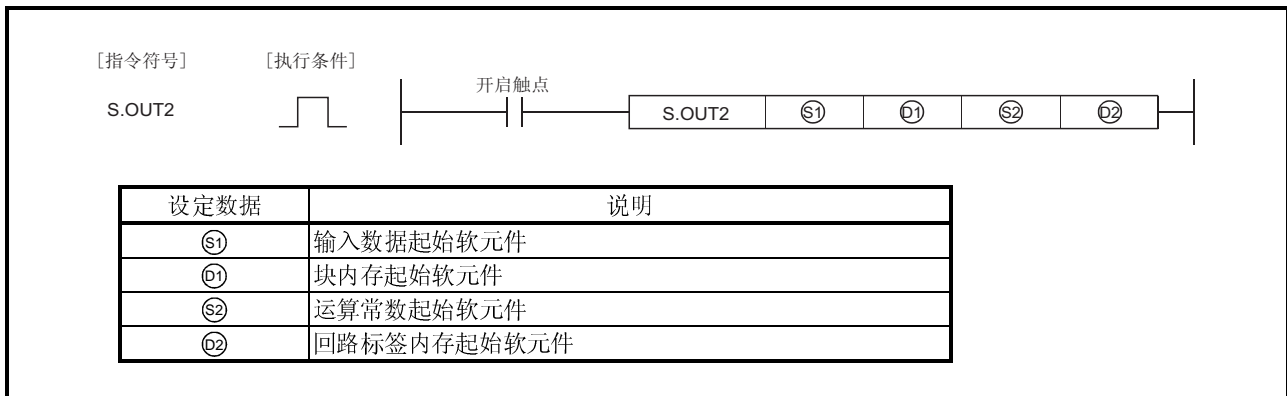 [指令符号] [执行条件]
开启触点
S.OUT2 S.OUT2 S1 D1 S2 D2
设定数据 说明
S1 输入数据起始软元件
D1 块内存起始软元件
S2 运算常数起始软元件
D2 回路标签内存起始软元件